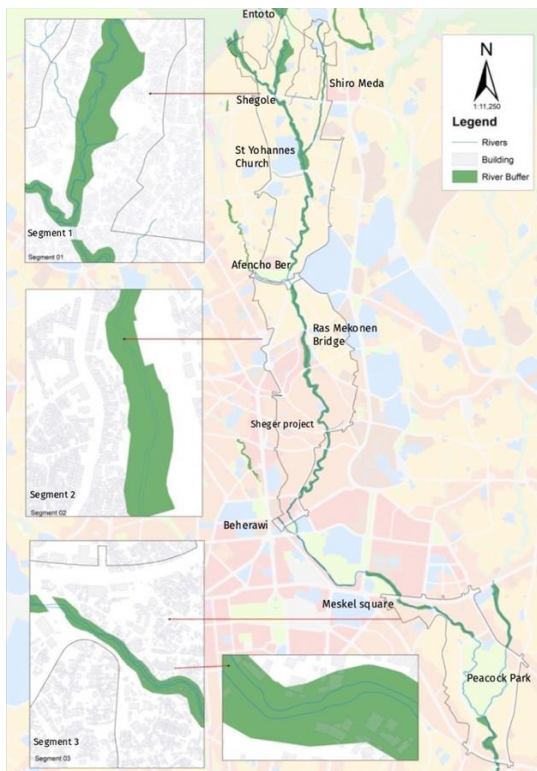 Entoto
N
1:11,250
Legend
Rivers
Building
River Buffer
Shiro Meda
Shegole
St Yohannes
Church
Segment 1
Segment 01
Afencho Ber
Ras Mekonen
Bridge
Sheger project
Segment 2
Segment 02
Beherawi
Meskel square
Peacock Park
Segment 3
Segment 03